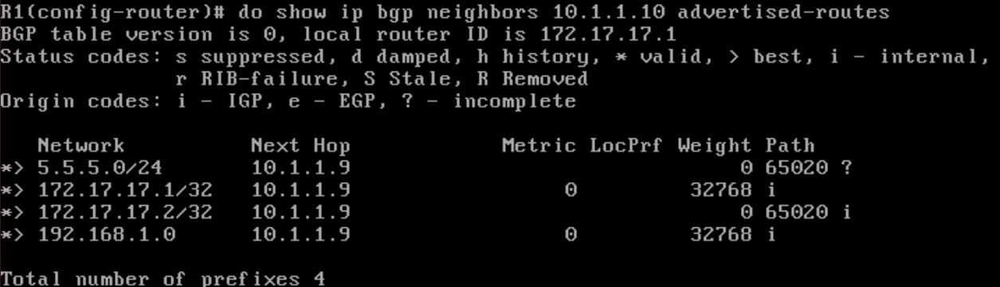 R1(config-router)# do show ip bgp neighbors 10.1.1.10 advertised-routes
BGP table version is 0, local router ID is 172.17.17.1
Status codes: s suppressed, d damped, h history, * valid, > best, i - internal,
              r RIB-failure, S Stale, R Removed
Origin codes: i - IGP, e - EGP, ? - incomplete

   Network          Next Hop            Metric LocPrf Weight Path
*> 5.5.5.0/24       10.1.1.9                               0 65020 ?
*> 172.17.17.1/32   10.1.1.9                 0         32768 i
*> 172.17.17.2/32   10.1.1.9                               0 65020 i
*> 192.168.1.0      10.1.1.9                 0         32768 i

Total number of prefixes 4